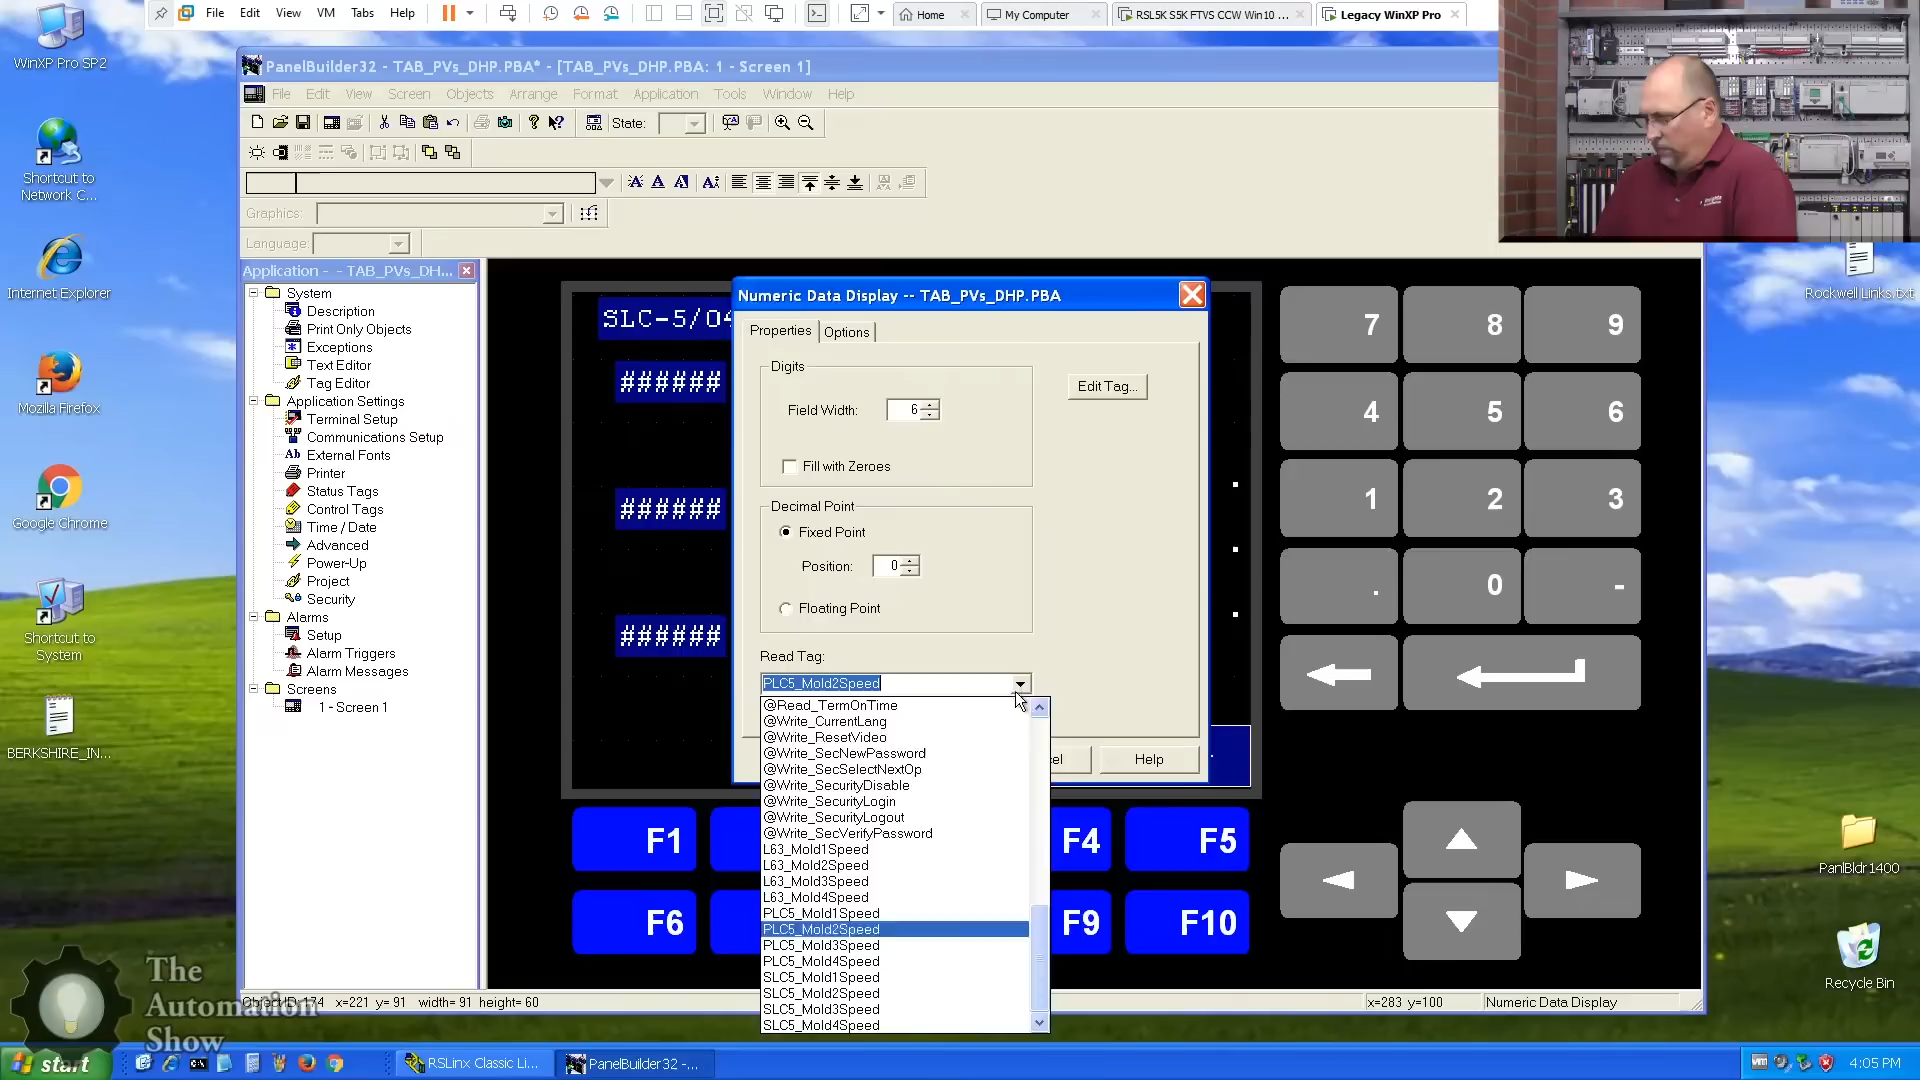 File Edit View VM Tabs Help
Home
My Computer
RSL5K S5K FTVS CCW Win10 ...
Legacy WinXP Pro
WinXP Pro SP2
Shortcut to
Network C...
Internet Explorer
Mozilla Firefox
Google Chrome
Shortcut to
System
BERKSHIRE_IN...
PanelBuilder32 - TAB_PVs_DHP.PBA* - [TAB_PVs_DHP.PBA: 1 - Screen 1]
File Edit View Screen Objects Arrange Format Application Tools Window Help
State:
Graphics:
Language:
Application - - TAB_PVs_DH...
System
Description
Print Only Objects
Exceptions
Text Editor
Tag Editor
Application Settings
Terminal Setup
Communications Setup
Ab External Fonts
Printer
Status Tags
Control Tags
Time / Date
Advanced
Power-Up
Project
Security
Alarms
Setup
Alarm Triggers
Alarm Messages
Screens
1 - Screen 1
SLC-5/04
######
######
######
Numeric Data Display -- TAB_PVs_DHP.PBA
Properties Options
Digits
Field Width: 6
Fill with Zeroes
Edit Tag...
Decimal Point
Fixed Point
Position: 0
Floating Point
Read Tag:
PLC5_Mold2Speed
@Read_TermOnTime
@Write_CurrentLang
@Write_ResetVideo
@Write_SecNewPassword
@Write_SecSelectNextOp
@Write_SecurityDisable
@Write_SecurityLogin
@Write_SecurityLogout
@Write_SecVerifyPassword
L63_Mold1Speed
L63_Mold2Speed
L63_Mold3Speed
L63_Mold4Speed
PLC5_Mold1Speed
PLC5_Mold2Speed
PLC5_Mold3Speed
PLC5_Mold4Speed
SLC5_Mold1Speed
SLC5_Mold2Speed
SLC5_Mold3Speed
SLC5_Mold4Speed
Help
7 8 9
4 5 6
1 2 3
. 0 -
F1 F4 F5
F6 F9 F10
Rockwell Links.txt
PanlBldr1400
Recycle Bin
Object ID:174 x=221 y= 91 width= 91 height= 60
x=283 y=100
Numeric Data Display
The
Automation
Show
start
RSLinx Classic Li...
PanelBuilder32 -...
4:05 PM